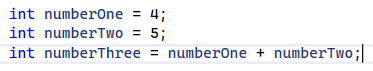 int numberOne = 4;
int numberTwo = 5;
int numberThree = numberOne + numberTwo;